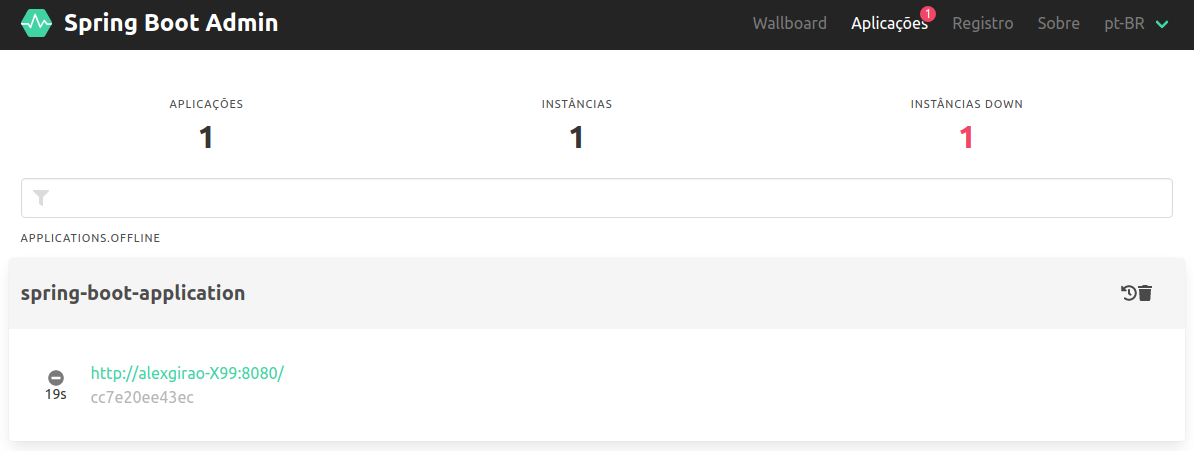 Spring Boot Admin Wallboard Aplicações 1 Registro Sobre pt-BR
APLICAÇÕES INSTÂNCIAS INSTÂNCIAS DOWN
1 1 1
APPLICATIONS.OFFLINE
spring-boot-application
http://alexgirao-X99:8080/
19s cc7e20ee43ec